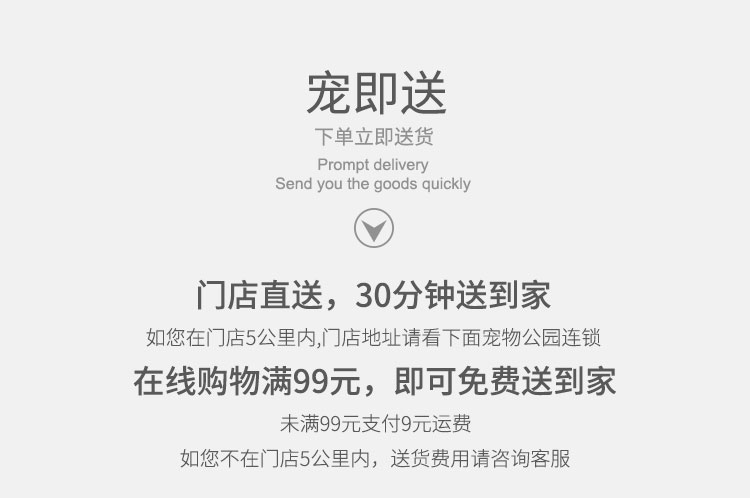 宠即送
下单立即送货
Prompt delivery
Send you the goods quickly
门店直送，30分钟送到家
如您在门店5公里内,门店地址请看下面宠物公园连锁
在线购物满99元，即可免费送到家
未满99元支付9元运费
如您不在门店5公里内，送货费用请咨询客服